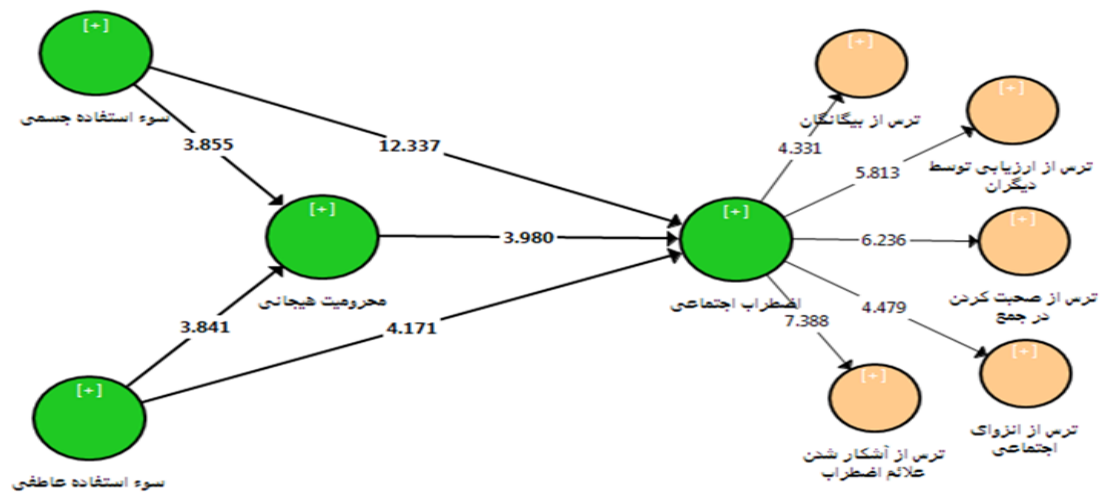 [+]
سوء استفاده جسمی
3.855
12.337
[+]
محرومیت هیجانی
3.980
3.841
4.171
[+]
سوء استفاده عاطفی
[+]
اضطراب اجتماعی
[+]
ترس از بیگانگان
4.331
[+]
ترس از ارزیابی توسط
دیگران
5.813
[+]
ترس از صحبت کردن
در جمع
6.236
[+]
ترس از انزوای
اجتماعی
4.479
[+]
ترس از آشکار شدن
علائم اضطراب
7.388